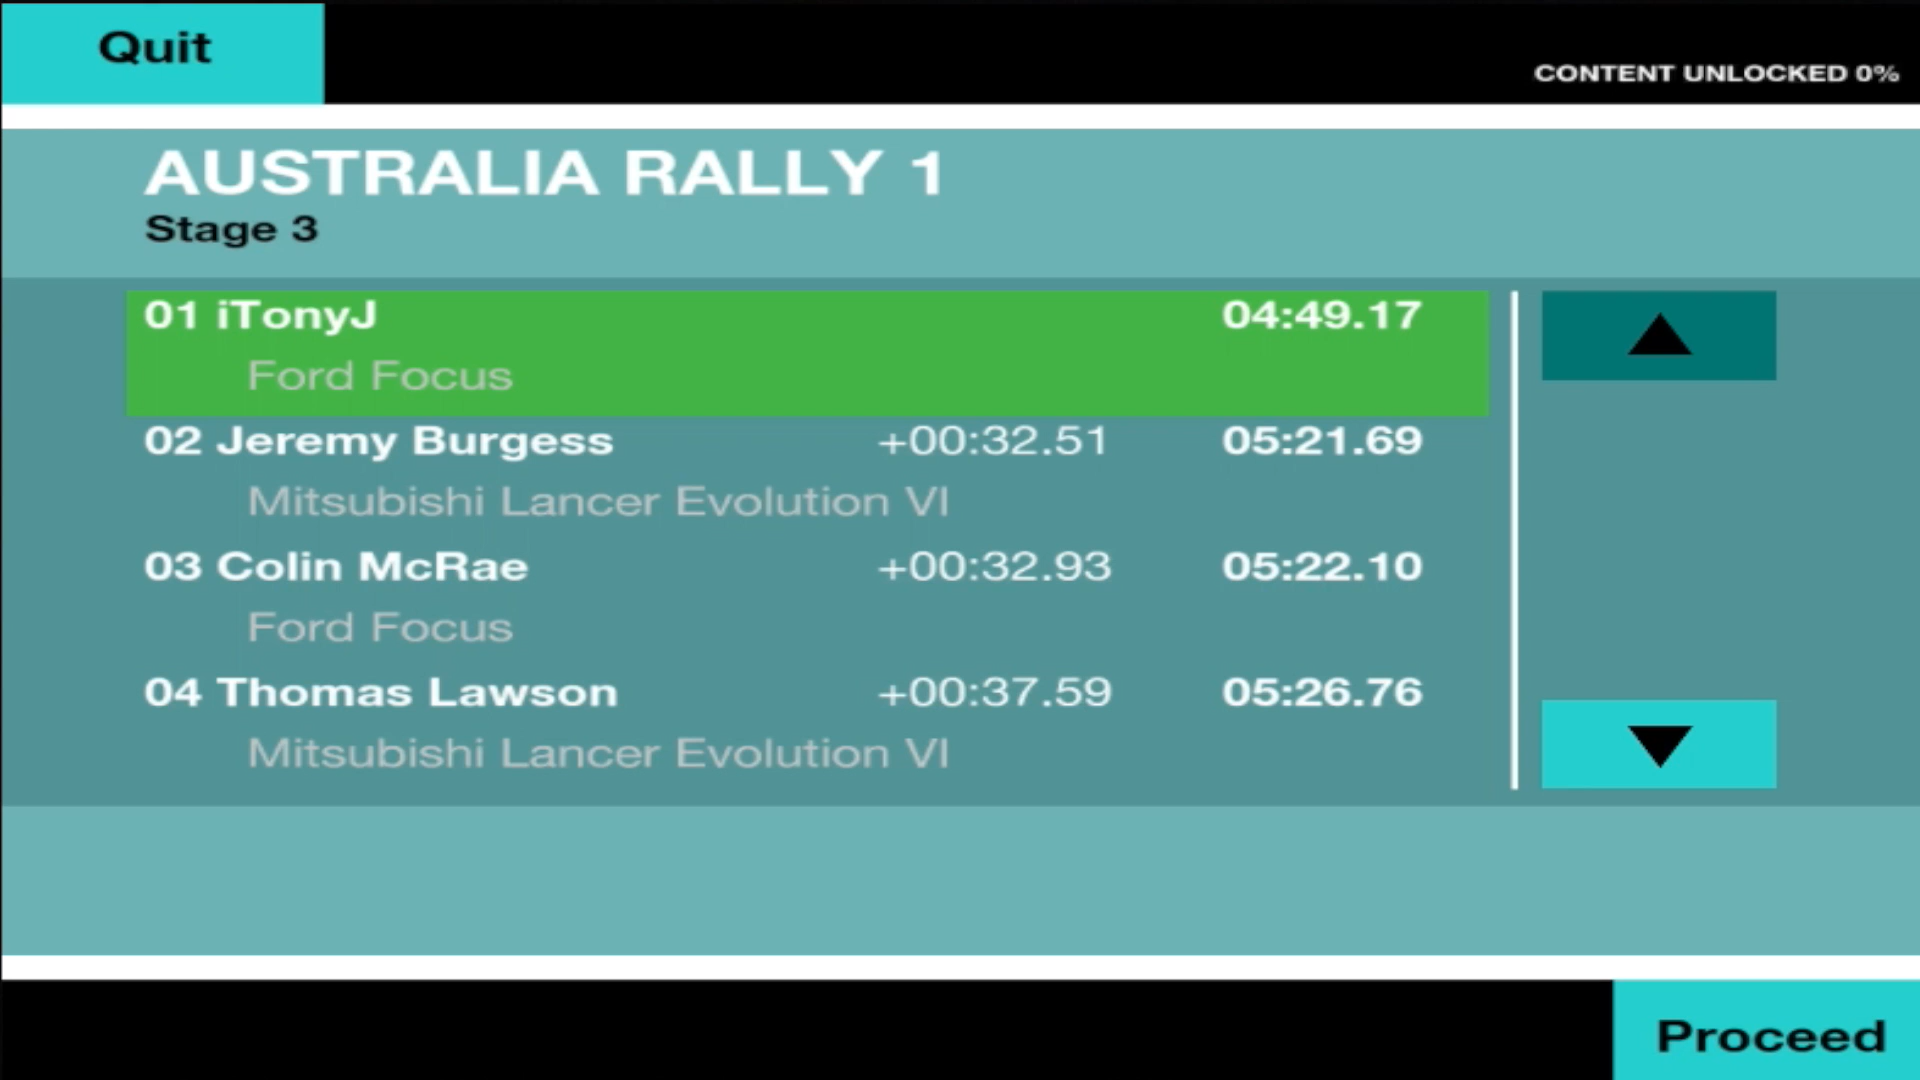 Quit
CONTENT UNLOCKED 0%
AUSTRALIA RALLY 1
Stage 3
01 iTonyJ 04:49.17
Ford Focus
02 Jeremy Burgess +00:32.51 05:21.69
Mitsubishi Lancer Evolution VI
03 Colin McRae +00:32.93 05:22.10
Ford Focus
04 Thomas Lawson +00:37.59 05:26.76
Mitsubishi Lancer Evolution VI
Proceed